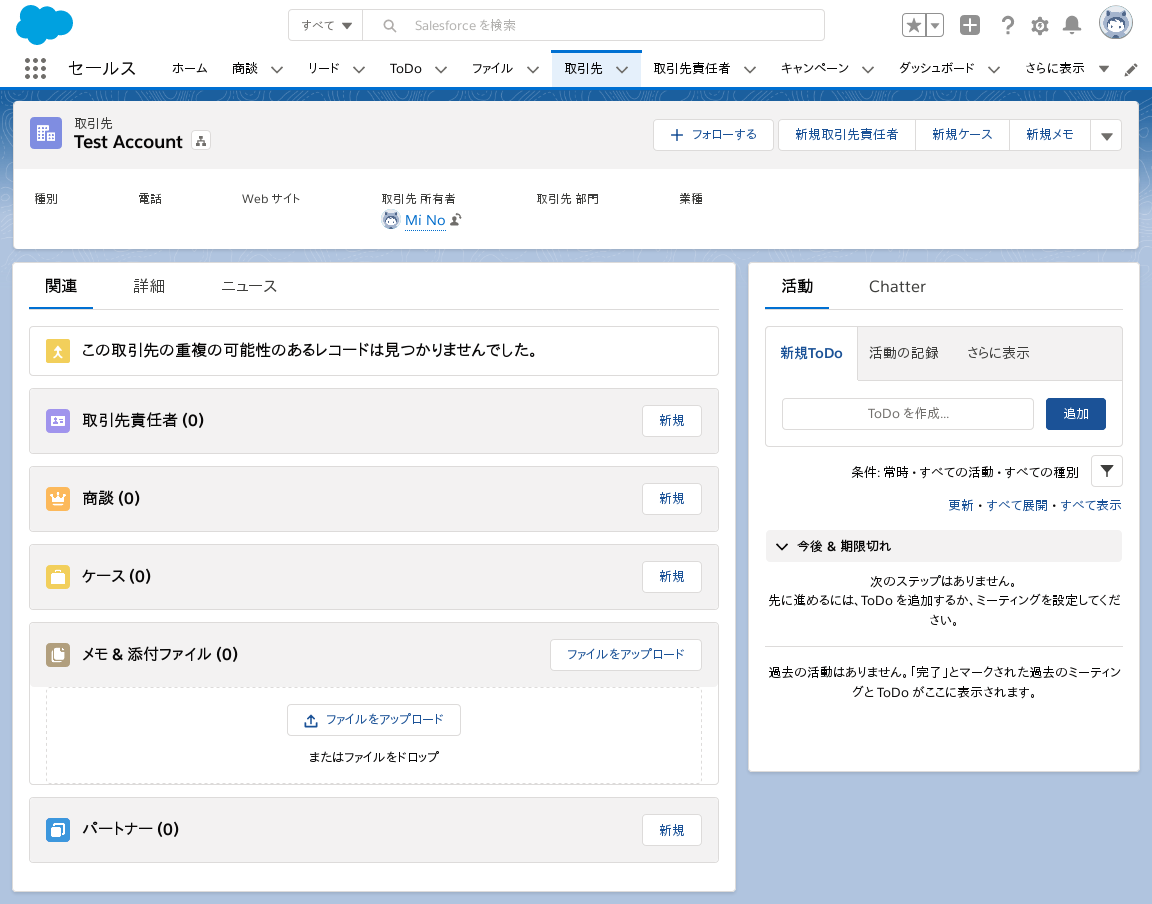 すべて
Salesforce を検索
セールス
ホーム
商談
リード
ToDo
ファイル
取引先
取引先責任者
キャンペーン
ダッシュボード
さらに表示
取引先
Test Account
フォローする
新規取引先責任者
新規ケース
新規メモ
種別
電話
Web サイト
取引先 所有者
取引先 部門
業種
Mi No
関連
詳細
ニュース
この取引先の重複の可能性のあるレコードは見つかりませんでした。
取引先責任者 (0)
新規
商談 (0)
新規
ケース (0)
新規
メモ & 添付ファイル (0)
ファイルをアップロード
ファイルをアップロード
またはファイルをドロップ
パートナー (0)
新規
活動
Chatter
新規ToDo
活動の記録
さらに表示
ToDo を作成...
追加
条件: 常時・すべての活動・すべての種別
更新・すべて展開・すべて表示
今後 & 期限切れ
次のステップはありません。
先に進めるには、ToDo を追加するか、ミーティングを設定してくだ
さい。
過去の活動はありません。「完了」とマークされた過去のミーティン
グと ToDo がここに表示されます。